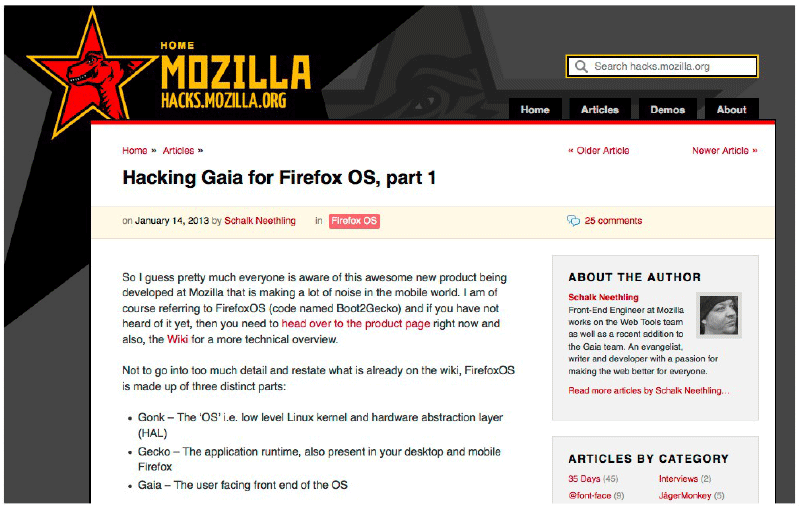 HOME
MOZILLA
HACKS.MOZILLA.ORG
Search hacks.mozilla.org
Home Articles Demos About
Home » Articles »
« Older Article Newer Article »
Hacking Gaia for Firefox OS, part 1
on January 14, 2013 by Schalk Neethling in Firefox OS
25 comments
So I guess pretty much everyone is aware of this awesome new product being
developed at Mozilla that is making a lot of noise in the mobile world. I am of
course referring to FirefoxOS (code named Boot2Gecko) and if you have not
heard of it yet, then you need to head over to the product page right now and
also, the Wiki for a more technical overview.
Not to go into too much detail and restate what is already on the wiki, FirefoxOS
is made up of three distinct parts:
• Gonk – The ‘OS’ i.e. low level Linux kernel and hardware abstraction layer
(HAL)
• Gecko – The application runtime, also present in your desktop and mobile
Firefox
• Gaia – The user facing front end of the OS
ABOUT THE AUTHOR
Schalk Neethling
Front-End Engineer at Mozilla
works on the Web Tools team
as well as a recent addition to
the Gaia team. An evangelist,
writer and developer with a passion for
making the web better for everyone.
Read more articles by Schalk Neethling…
ARTICLES BY CATEGORY
35 Days (45) Interviews (2)
@font-face (9) JägerMonkey (5)